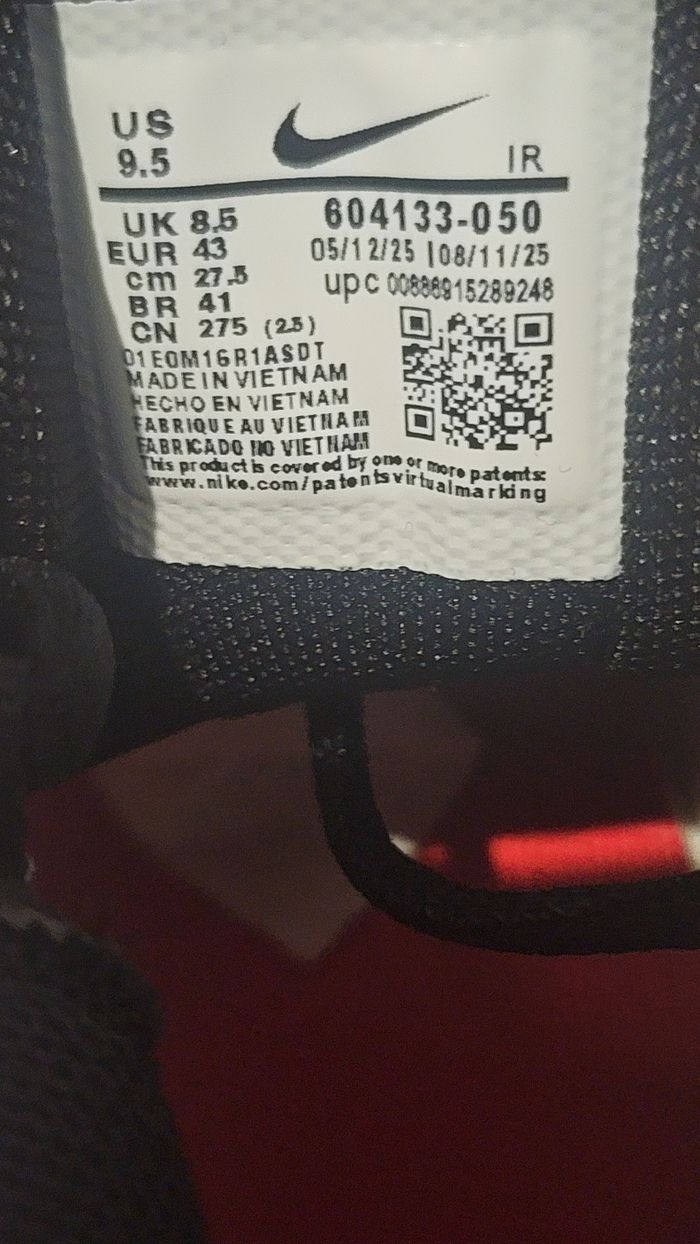 US
9.5
IR
UK 8.5
EUR 43
cm 27.5
BR 41
CN 275 (2.5)
604133-050
05/12/25 |08/11/25
upc 00886915289248
01E0M16R1ASDT
MADE IN VIETNAM
HECHO EN VIETNAM
FABRIQUE AU VIETNAM
FABRICADO NO VIETNAM
This product is covered by one or more patents:
www.nike.com/patentsvirtualmarking